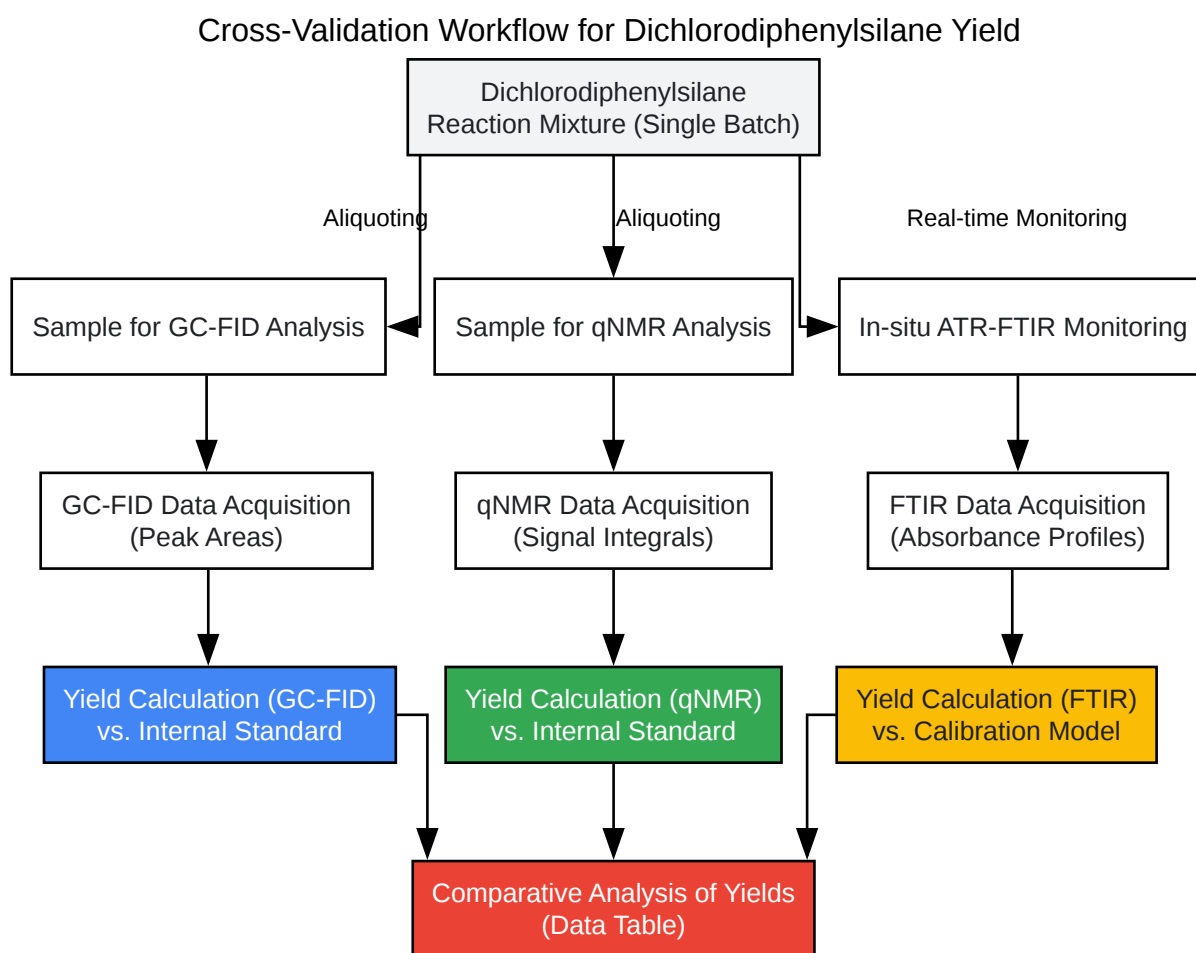 Cross-Validation Workflow for Dichlorodiphenylsilane Yield
Dichlorodiphenylsilane
Reaction Mixture (Single Batch)
Aliquoting
Aliquoting
Real-time Monitoring
Sample for GC-FID Analysis
Sample for qNMR Analysis
In-situ ATR-FTIR Monitoring
GC-FID Data Acquisition
(Peak Areas)
qNMR Data Acquisition
(Signal Integrals)
FTIR Data Acquisition
(Absorbance Profiles)
Yield Calculation (GC-FID)
vs. Internal Standard
Yield Calculation (qNMR)
vs. Internal Standard
Yield Calculation (FTIR)
vs. Calibration Model
Comparative Analysis of Yields
(Data Table)